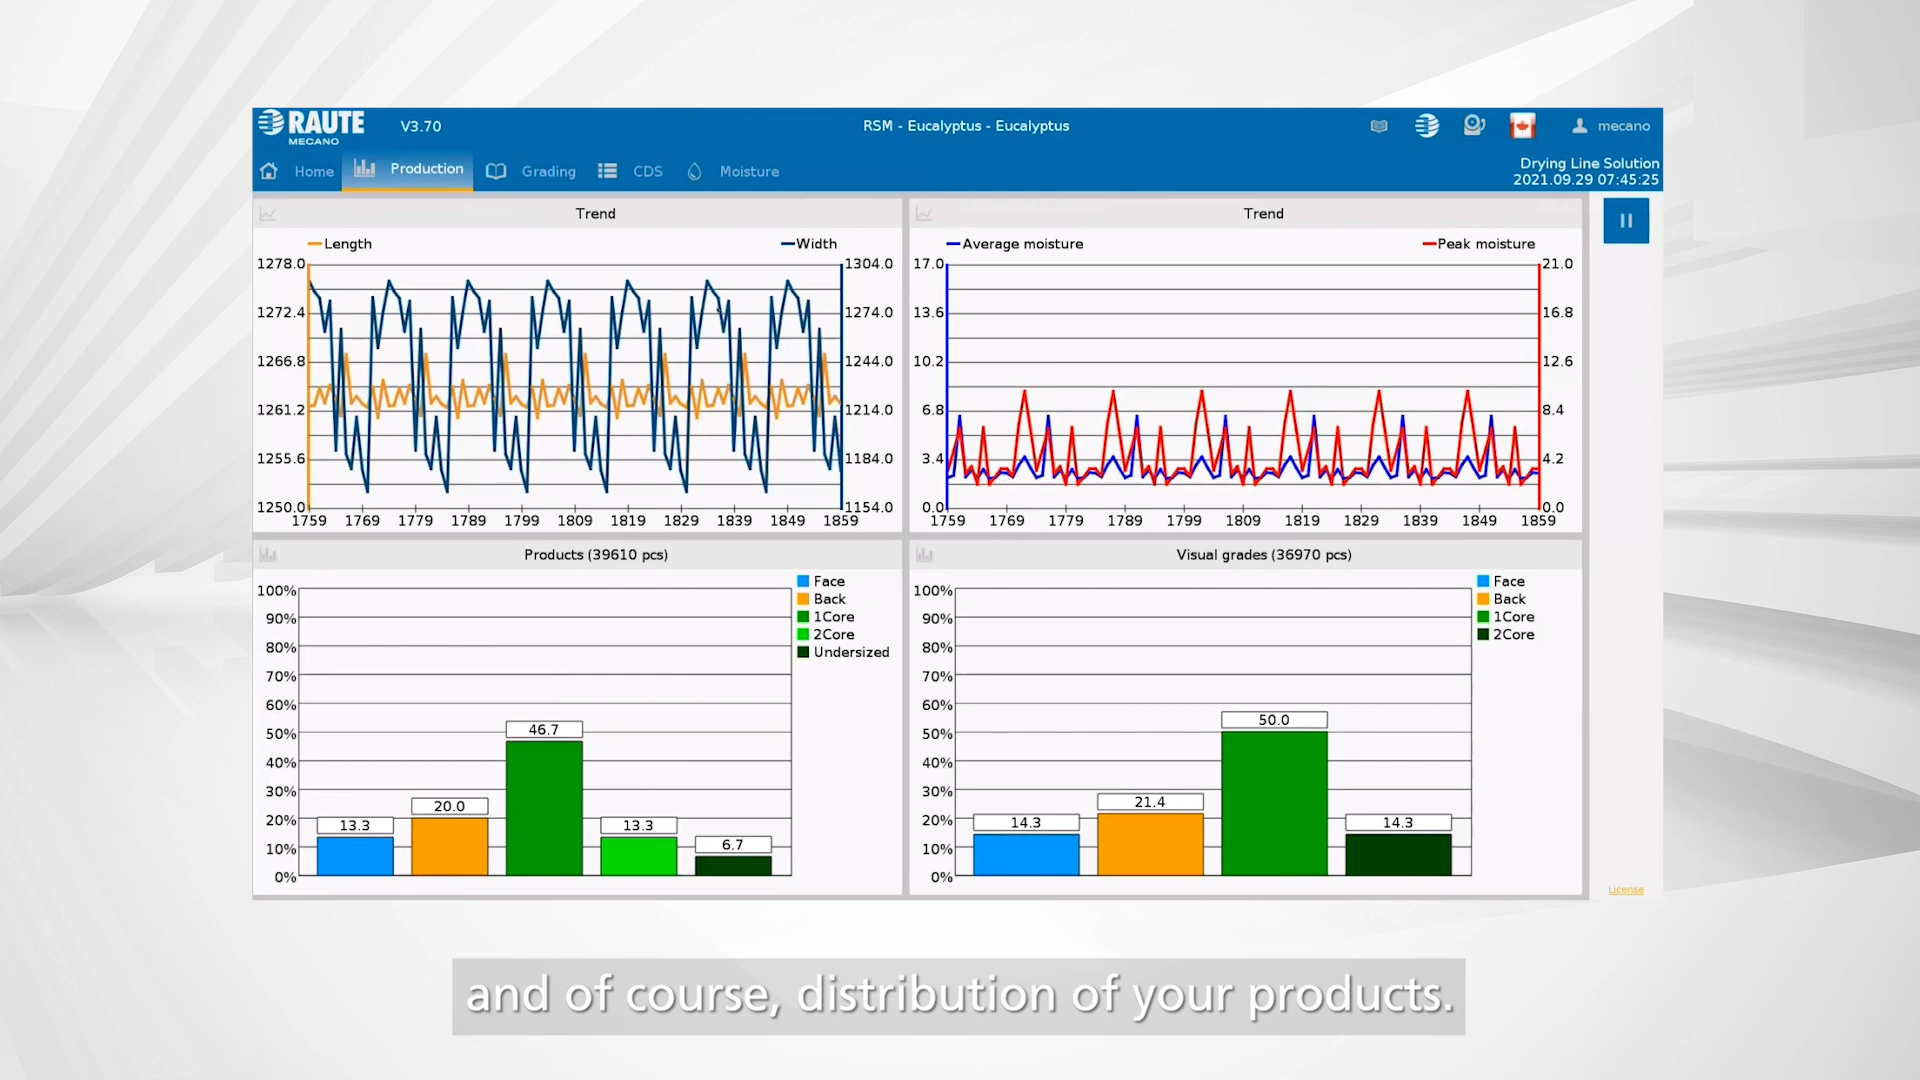 RAUTE
MECANO
V3.70
RSM - Eucalyptus - Eucalyptus
mecano
Home
Production
Grading
CDS
Moisture
Drying Line Solution
2021.09.29 07:45:25
Trend
Length
Width
1278.0
1272.4
1266.8
1261.2
1255.6
1250.0
1304.0
1274.0
1244.0
1214.0
1184.0
1154.0
1759 1769 1779 1789 1799 1809 1819 1829 1839 1849 1859
Trend
Average moisture
Peak moisture
17.0
13.6
10.2
6.8
3.4
0.0
21.0
16.8
12.6
8.4
4.2
0.0
1759 1769 1779 1789 1799 1809 1819 1829 1839 1849 1859
Products (39610 pcs)
100%
90%
80%
70%
60%
50%
40%
30%
20%
10%
0%
13.3
20.0
46.7
13.3
6.7
Face
Back
1Core
2Core
Undersized
Visual grades (36970 pcs)
100%
90%
80%
70%
60%
50%
40%
30%
20%
10%
0%
14.3
21.4
50.0
14.3
Face
Back
1Core
2Core
License
and of course, distribution of your products.